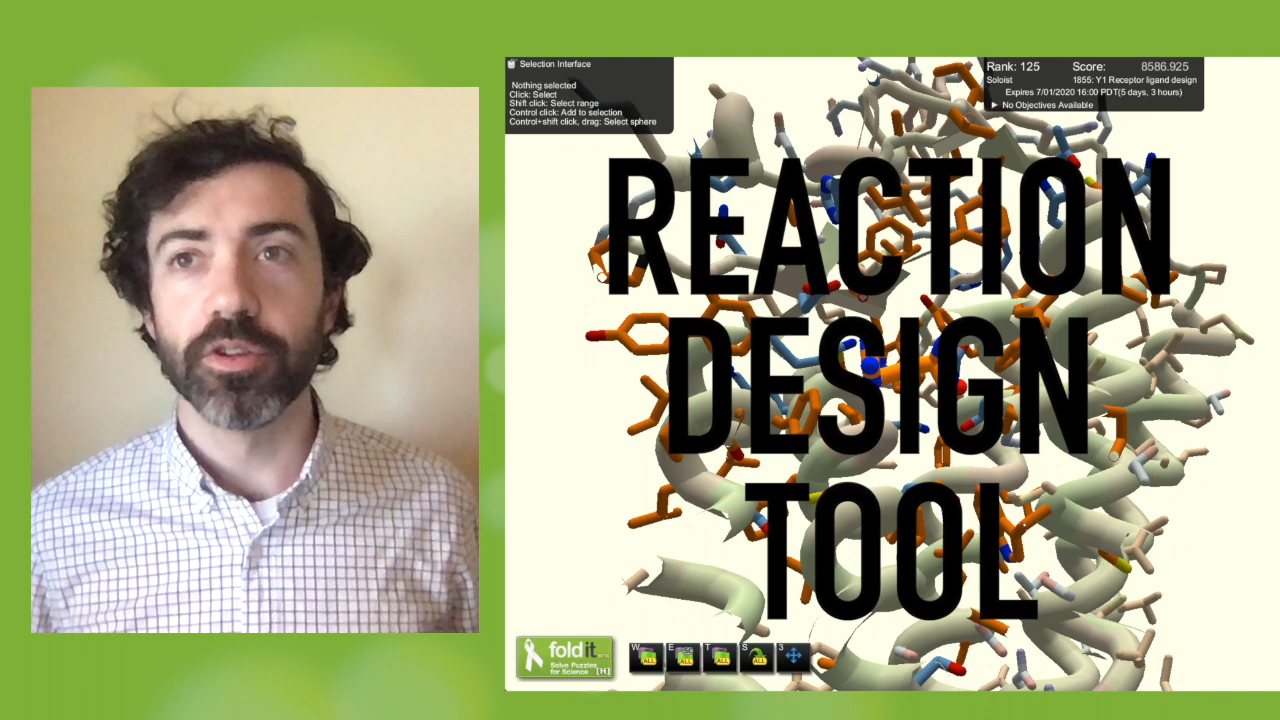 Selection Interface
Nothing selected
Click: Select
Shift click: Select range
Control click: Add to selection
Control+shift click, drag: Select sphere
Rank: 125 Score: 8586.925
Soloist 1855: Y1 Receptor ligand design
Expires 7/01/2020 16:00 PDT(5 days, 3 hours)
No Objectives Available
REACTION
DESIGN
TOOL
foldit BETA
Solve Puzzles
for Science [H]
W E T S 3
ALL ALL ALL ALL